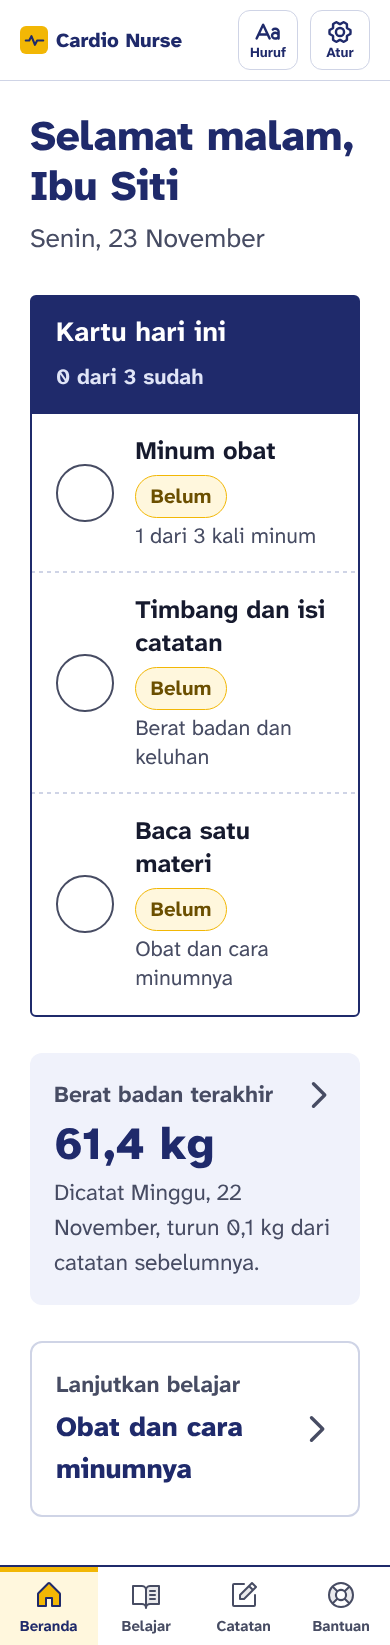 Cardio Nurse
Aa
Huruf
Atur
Selamat malam,
Ibu Siti
Senin, 23 November
Kartu hari ini
0 dari 3 sudah
Minum obat
Belum
1 dari 3 kali minum
Timbang dan isi
catatan
Belum
Berat badan dan
keluhan
Baca satu
materi
Belum
Obat dan cara
minumnya
Berat badan terakhir
61,4 kg
Dicatat Minggu, 22
November, turun 0,1 kg dari
catatan sebelumnya.
Lanjutkan belajar
Obat dan cara
minumnya
Beranda
Belajar
Catatan
Bantuan